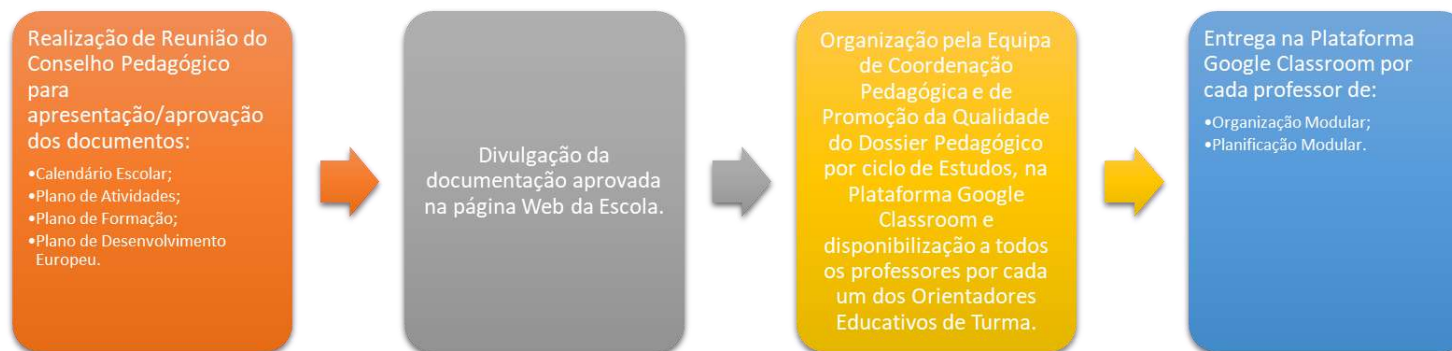 Realização de Reunião do
Conselho Pedagógico
para
apresentação/aprovação
dos documentos:
•Calendário Escolar;
•Plano de Atividades;
•Plano de Formação;
•Plano de Desenvolvimento
Europeu.
Divulgação da
documentação aprovada
na página Web da Escola.
Organização pela Equipa
de Coordenação
Pedagógica e de
Promoção da Qualidade
do Dossier Pedagógico
por ciclo de Estudos, na
Plataforma Google
Classroom e
disponibilização a todos
os professores por cada
um dos Orientadores
Educativos de Turma.
Entrega na Plataforma
Google Classroom por
cada professor de:
•Organização Modular;
•Planificação Modular.